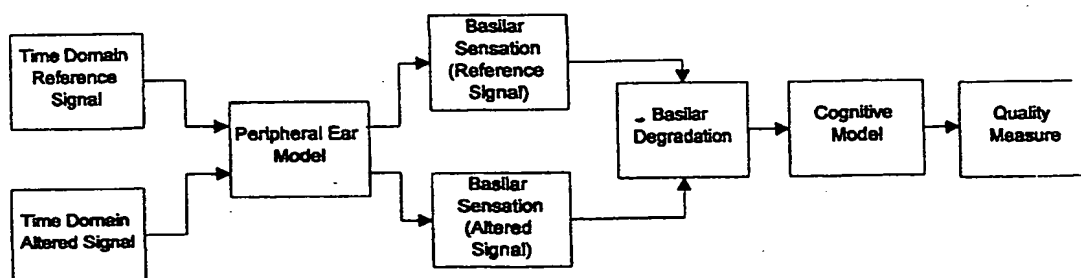 Time Domain
Reference
Signal
Time Domain
Altered Signal
Peripheral Ear
Model
Basilar
Sensation
(Reference
Signal)
Basilar
Sensation
(Altered
Signal)
Basilar
Degradation
Cognitive
Model
Quality
Measure